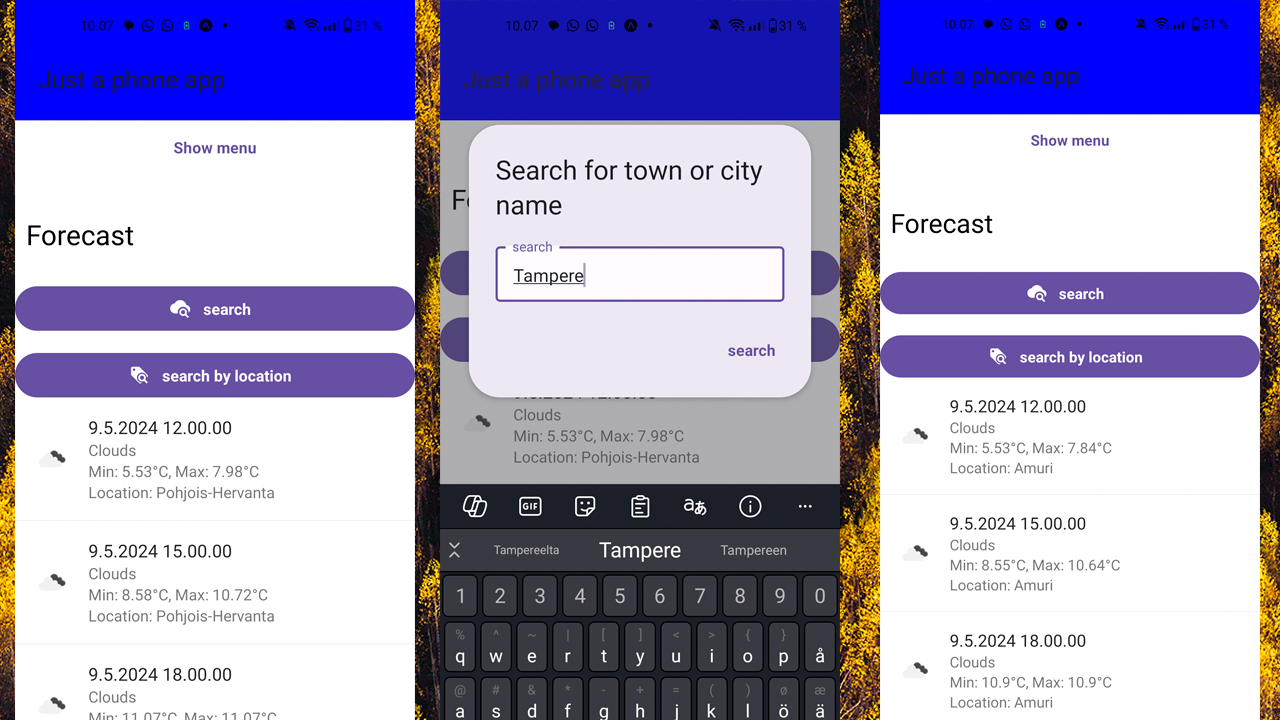 10.07
31 %
Just a phone app
Show menu
Forecast
search
search by location
9.5.2024 12.00.00
Clouds
Min: 5.53°C, Max: 7.98°C
Location: Pohjois-Hervanta
9.5.2024 15.00.00
Clouds
Min: 8.58°C, Max: 10.72°C
Location: Pohjois-Hervanta
9.5.2024 18.00.00
Clouds
Min: 11.07°C, Max: 11.07°C
10.07
31 %
Just a phone app
Search for town or city
name
search
Tampere
search
Clouds
Min: 5.53°C, Max: 7.98°C
Location: Pohjois-Hervanta
GIF
Tampereelta Tampere Tampereen
1 2 3 4 5 6 7 8 9 0
% ^ ~ | [ ] < > { }
q w e r t y u i o p å
@ # & * - + = ( ) ø æ
a s d f g h j k l ö ä
10.07
31 %
Just a phone app
Show menu
Forecast
search
search by location
9.5.2024 12.00.00
Clouds
Min: 5.53°C, Max: 7.84°C
Location: Amuri
9.5.2024 15.00.00
Clouds
Min: 8.55°C, Max: 10.64°C
Location: Amuri
9.5.2024 18.00.00
Clouds
Min: 10.9°C, Max: 10.9°C
Location: Amuri